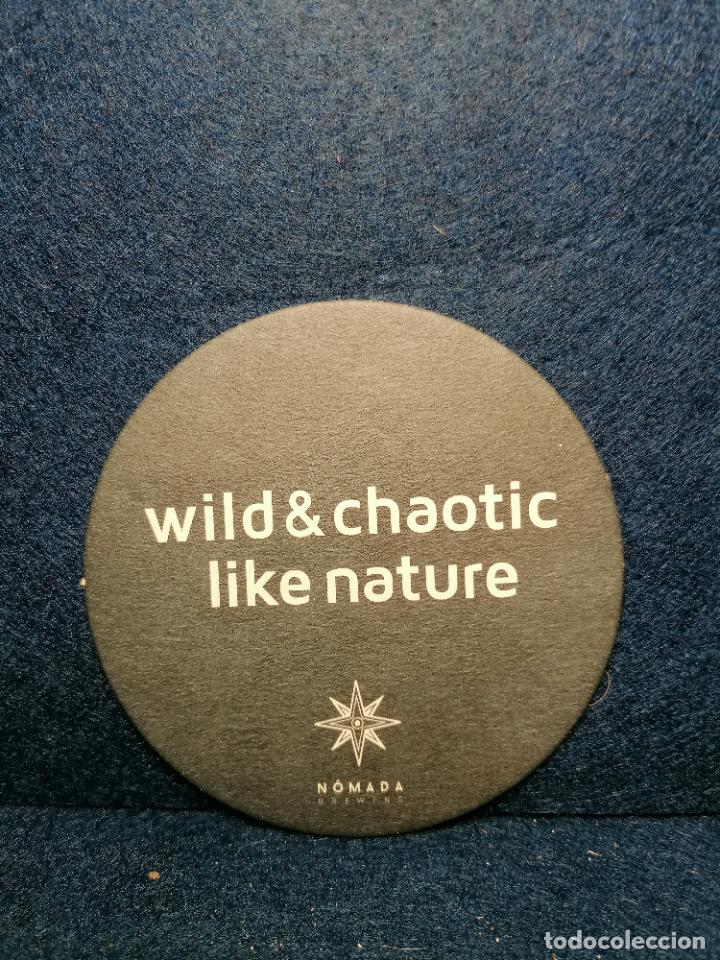 wild & chaotic
like nature
NÓMADA
BREWING
todocoleccion